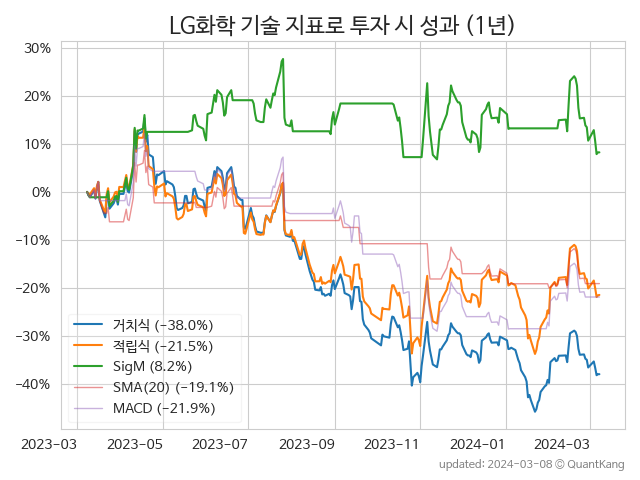 LG화학 기술 지표로 투자 시 성과 (1년)
30%
20%
10%
0%
−10%
−20%
−30%
−40%
거치식 (−38.0%)
적립식 (−21.5%)
SigM (8.2%)
SMA(20) (−19.1%)
MACD (−21.9%)
2023−03 2023−05 2023−07 2023−09 2023−11 2024−01 2024−03
updated: 2024−03−08 © QuantKang